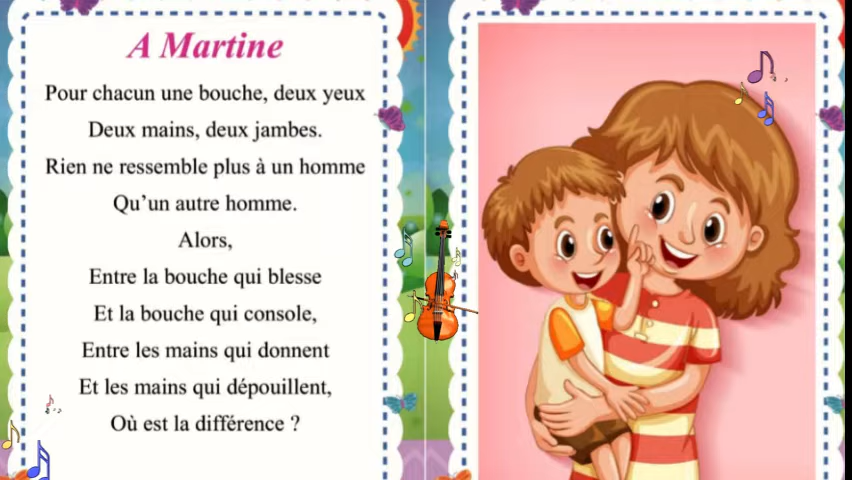 A Martine
Pour chacun une bouche, deux yeux
Deux mains, deux jambes.
Rien ne ressemble plus à un homme
Qu’un autre homme.
Alors,
Entre la bouche qui blesse
Et la bouche qui console,
Entre les mains qui donnent
Et les mains qui dépouillent,
Où est la différence ?